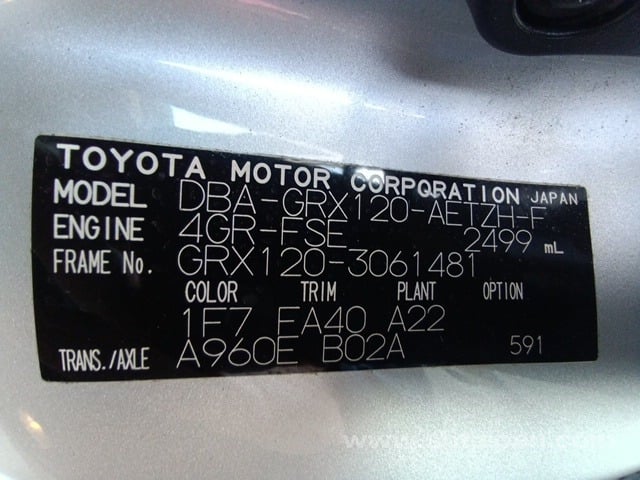 TOYOTA MOTOR CORPORATION JAPAN
MODEL DBA-GRX120-AETZH-F
ENGINE 4GR-FSE 2499 mL
FRAME No. GRX120-3061481
COLOR TRIM PLANT OPTION
1F7 FA40 A22
TRANS./AXLE A960E B02A 591